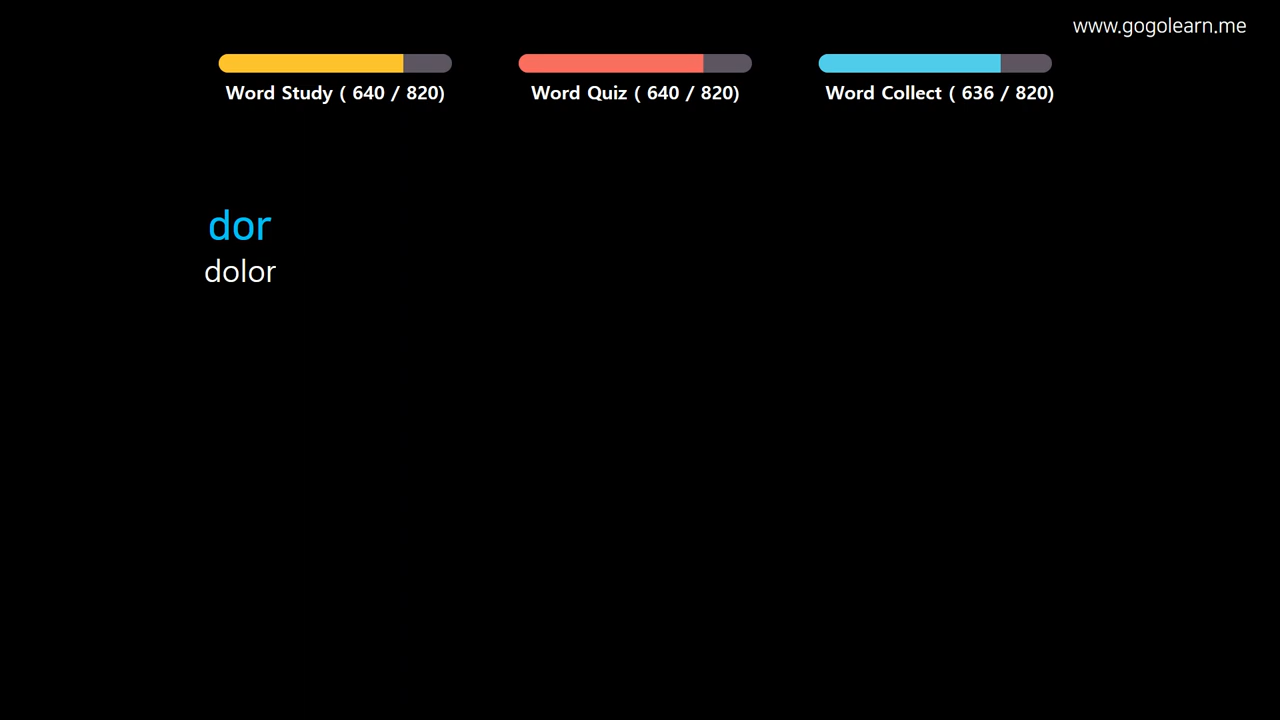 www.gogolearn.me
Word Study ( 640 / 820)
Word Quiz ( 640 / 820)
Word Collect ( 636 / 820)
dor
dolor